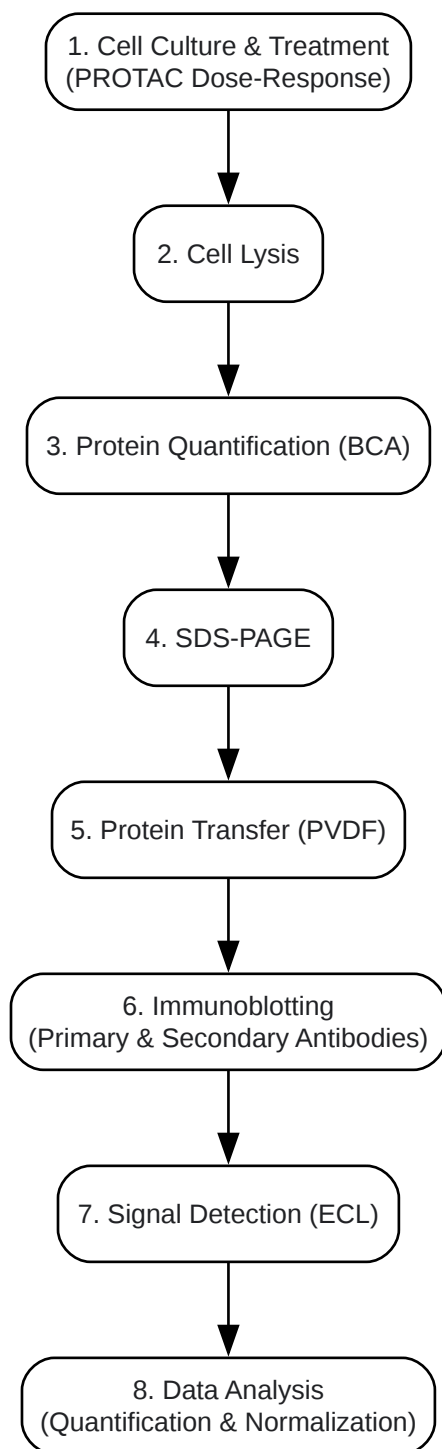 1. Cell Culture & Treatment
(PROTAC Dose-Response)
2. Cell Lysis
3. Protein Quantification (BCA)
4. SDS-PAGE
5. Protein Transfer (PVDF)
6. Immunoblotting
(Primary & Secondary Antibodies)
7. Signal Detection (ECL)
8. Data Analysis
(Quantification & Normalization)